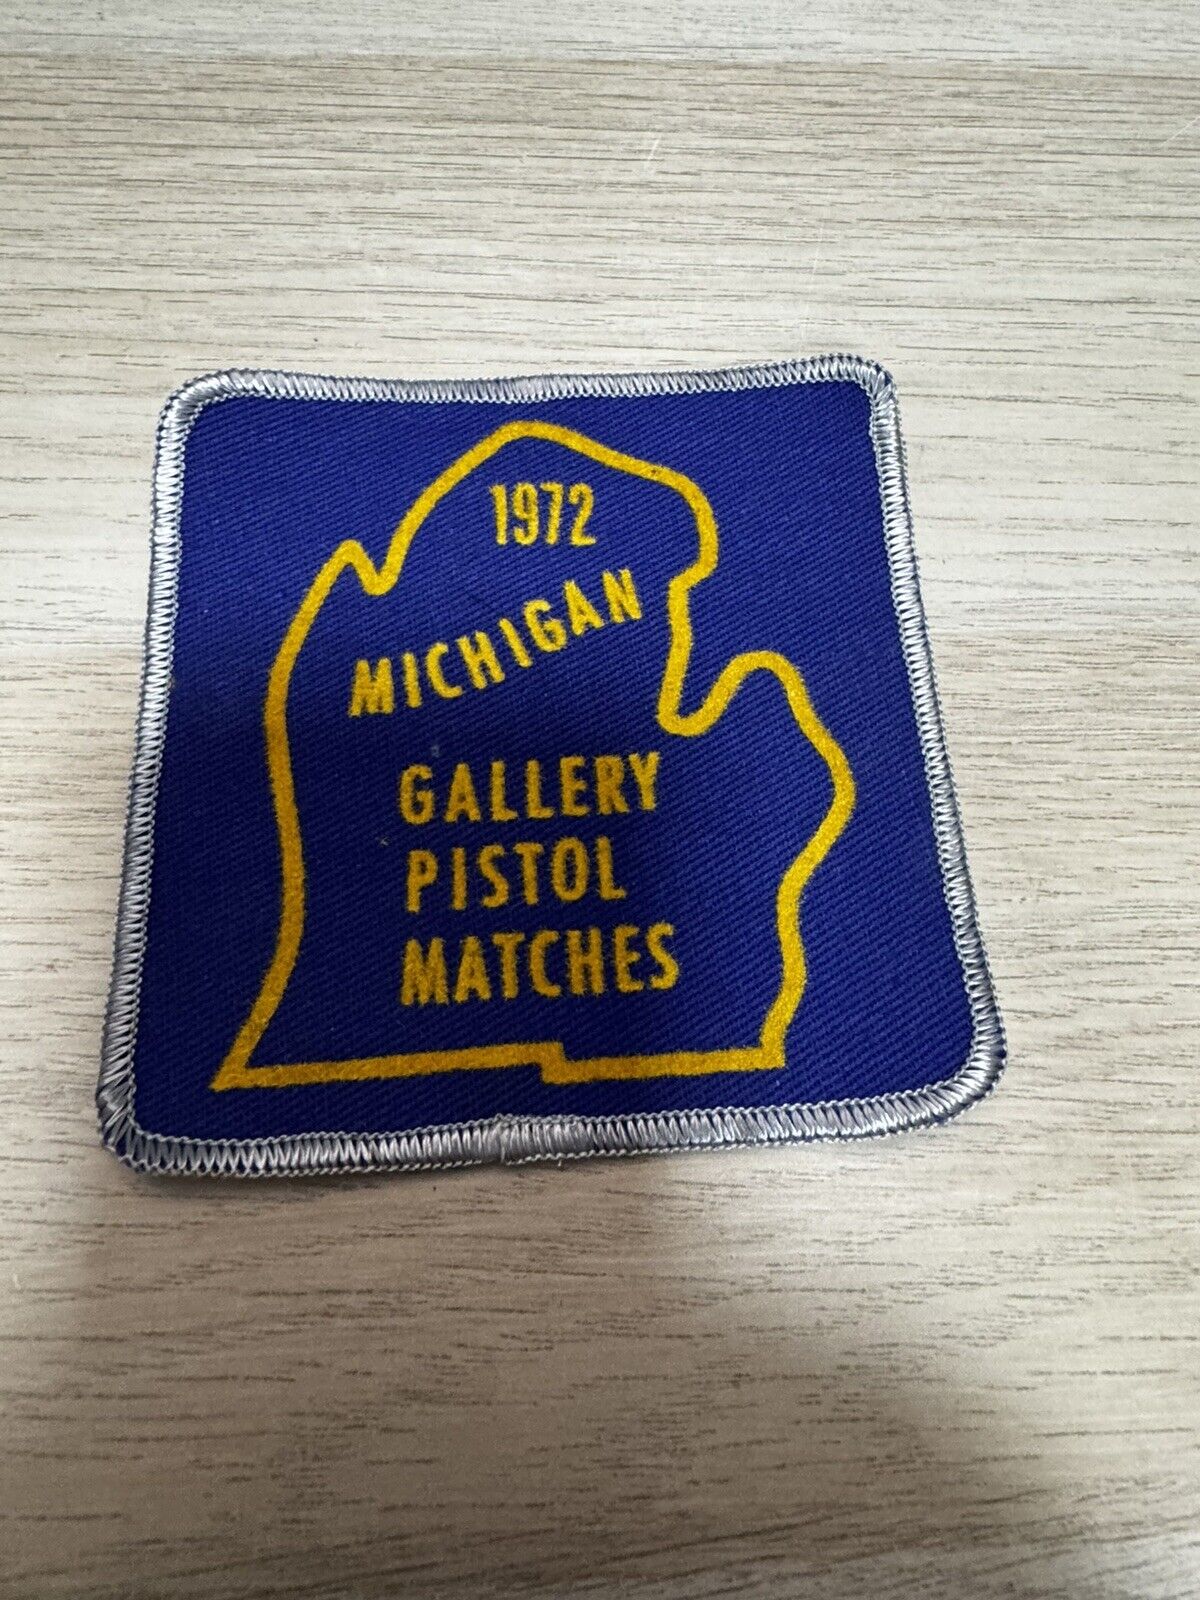 1972
MICHIGAN
GALLERY
PISTOL
MATCHES